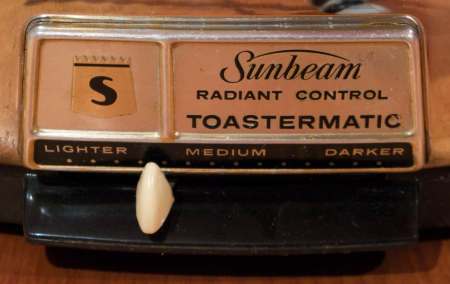 S
Sunbeam
RADIANT CONTROL
TOASTERMATIC
LIGHTER MEDIUM DARKER